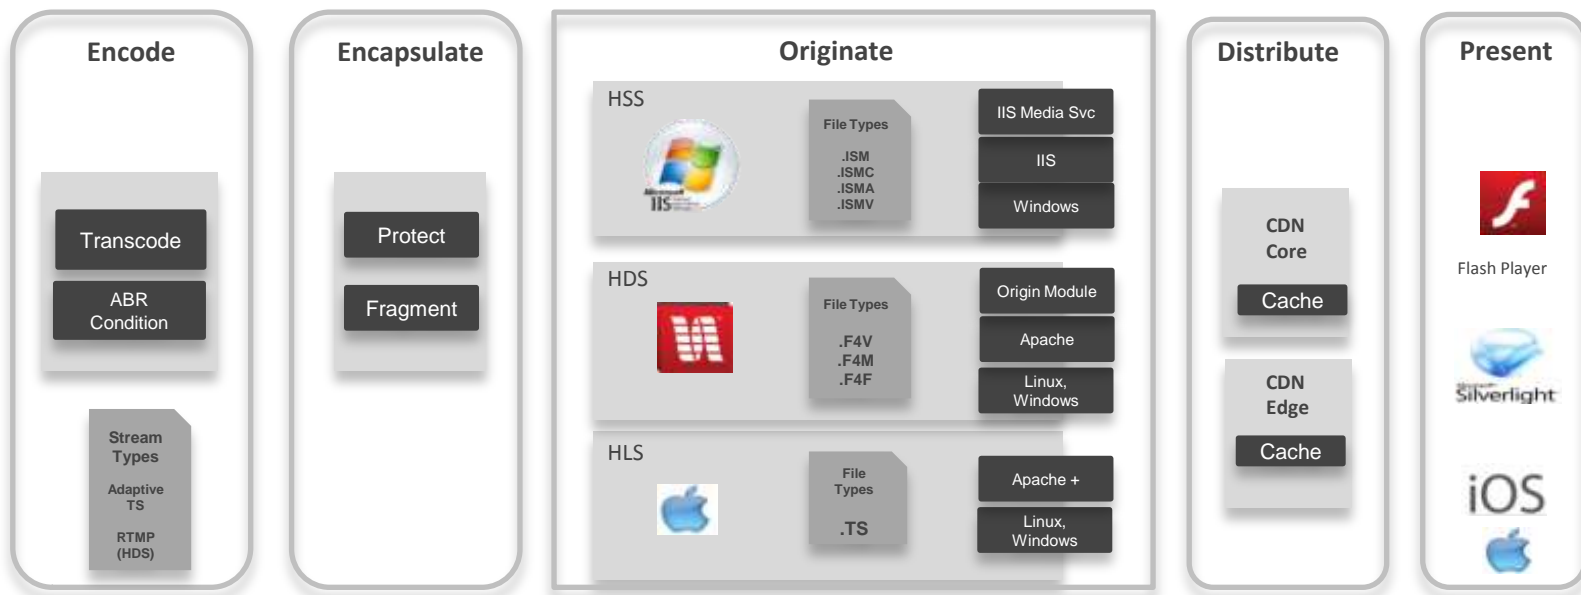 Encode
Transcode
ABR
Condition
Stream
Types
Adaptive
TS
RTMP
(HDS)
Encapsulate
Protect
Fragment
Originate
HSS
Microsoft
IIS
File Types
.ISM
.ISMC
.ISMA
.ISMV
IIS Media Svc
IIS
Windows
HDS
File Types
.F4V
.F4M
.F4F
Origin Module
Apache
Linux,
Windows
HLS
File
Types
.TS
Apache +
Linux,
Windows
Distribute
CDN
Core
Cache
CDN
Edge
Cache
Present
Flash Player
Silverlight
iOS